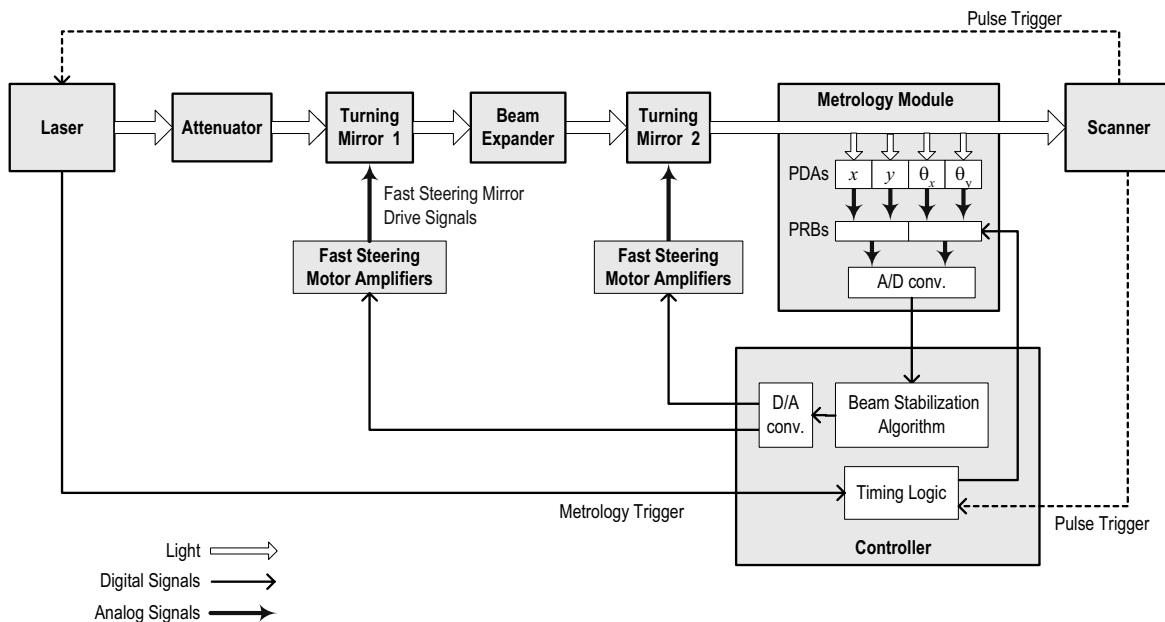 Pulse Trigger
Laser
Attenuator
Turning
Mirror 1
Beam
Expander
Turning
Mirror 2
Metrology Module
Scanner
PDAs
x y θx θy
PRBs
A/D conv.
Fast Steering Mirror
Drive Signals
Fast Steering
Motor Amplifiers
Fast Steering
Motor Amplifiers
D/A
conv.
Beam Stabilization
Algorithm
Timing Logic
Metrology Trigger
Pulse Trigger
Controller
Light
Digital Signals
Analog Signals